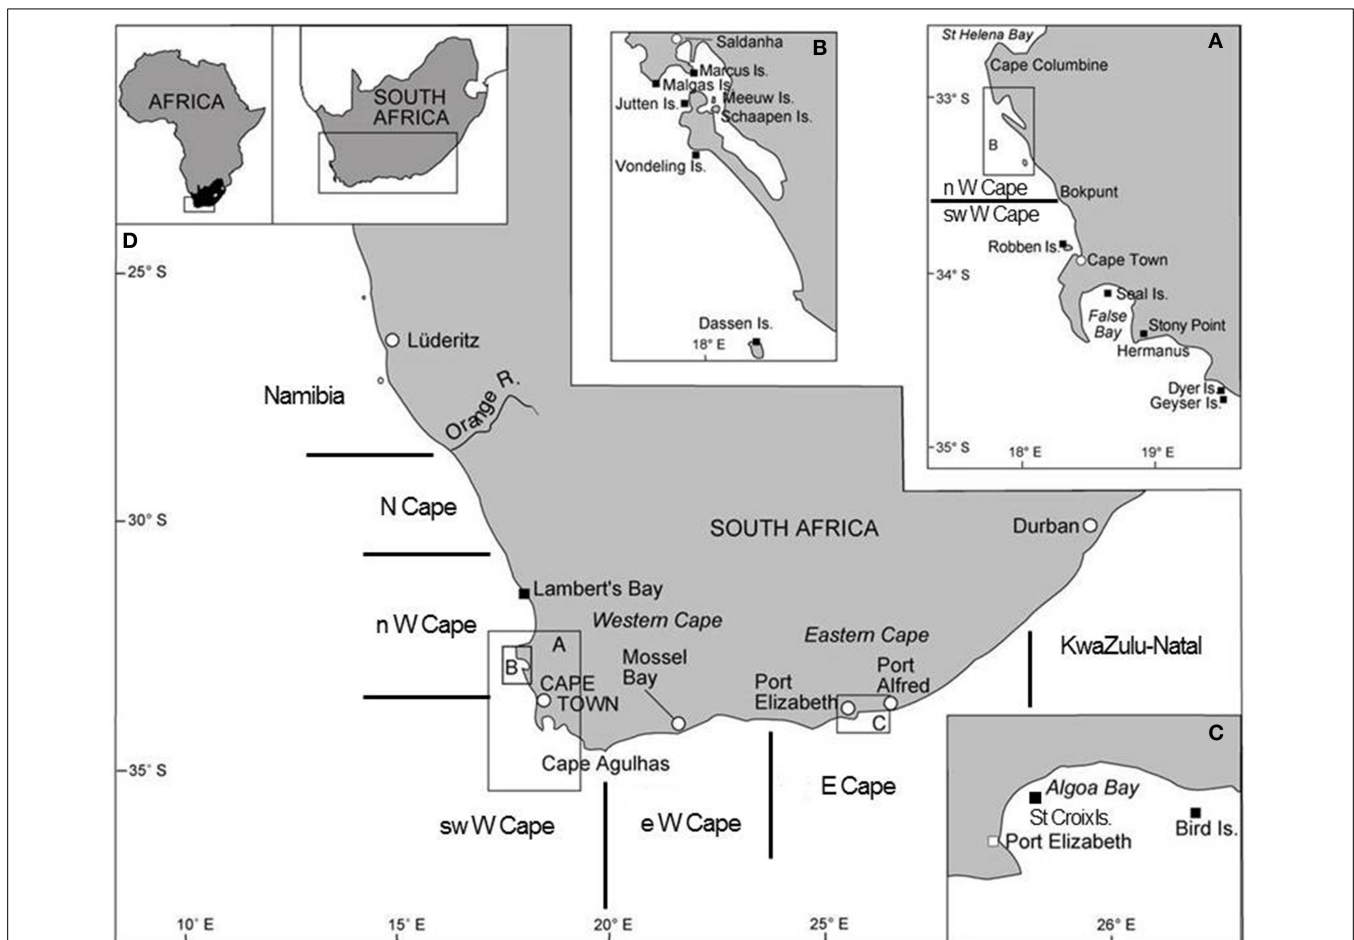 AFRICA
SOUTH
AFRICA
D
B
Saldanha
Marcus Is.
Malgas Is
Jutten Is.
Meeuw Is.
Schaapen Is.
Vondeling Is.
Dassen Is.
18° E
A
St Helena Bay
Cape Columbine
33° S
B
n W Cape
Bokpunt
sw W Cape
Robben Is.
Cape Town
34° S
Seal Is.
False
Bay
Stony Point
Hermanus
Dyer Is.
Geyser Is.
35° S
18° E
19° E
25° S
Lüderitz
Namibia
Orange R.
N Cape
30° S
SOUTH AFRICA
Durban
Lambert's Bay
n W Cape
Western Cape
Eastern Cape
KwaZulu-Natal
A
B
CAPE
TOWN
Mossel
Bay
Port
Elizabeth
Port
Alfred
C
Cape Agulhas
35° S
sw W Cape
e W Cape
E Cape
C
Algoa Bay
St Croix Is.
Port Elizabeth
Bird Is.
10° E
15° E
20° E
25° E
26° E